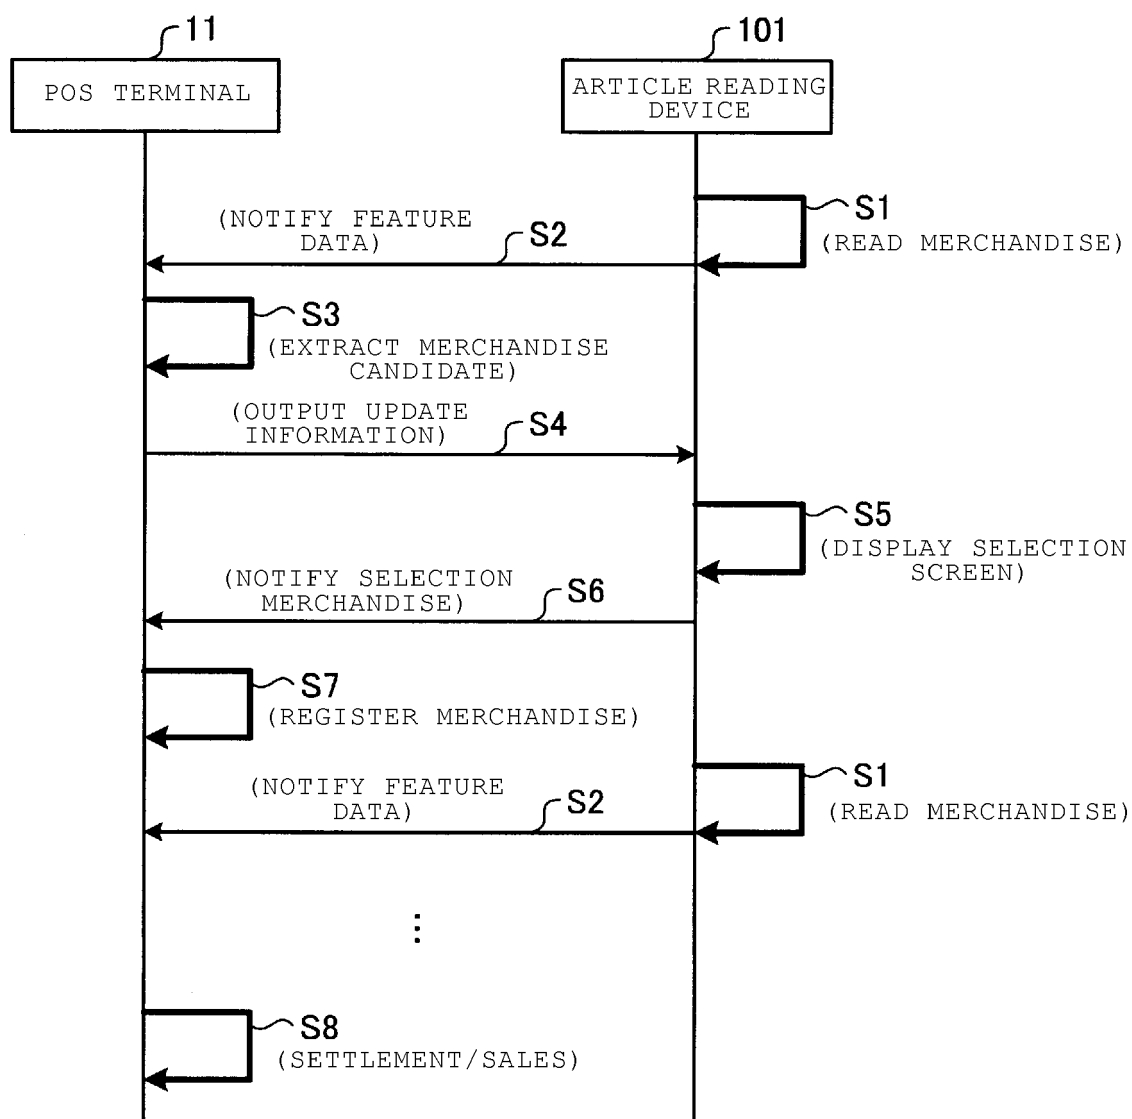 11
101
POS TERMINAL
ARTICLE READING
DEVICE
S1
(READ MERCHANDISE)
(NOTIFY FEATURE
DATA)
S2
S3
(EXTRACT MERCHANDISE
CANDIDATE)
(OUTPUT UPDATE
INFORMATION)
S4
S5
(DISPLAY SELECTION
SCREEN)
(NOTIFY SELECTION
MERCHANDISE)
S6
S7
(REGISTER MERCHANDISE)
S1
(READ MERCHANDISE)
(NOTIFY FEATURE
DATA)
S2
⋮
S8
(SETTLEMENT/SALES)